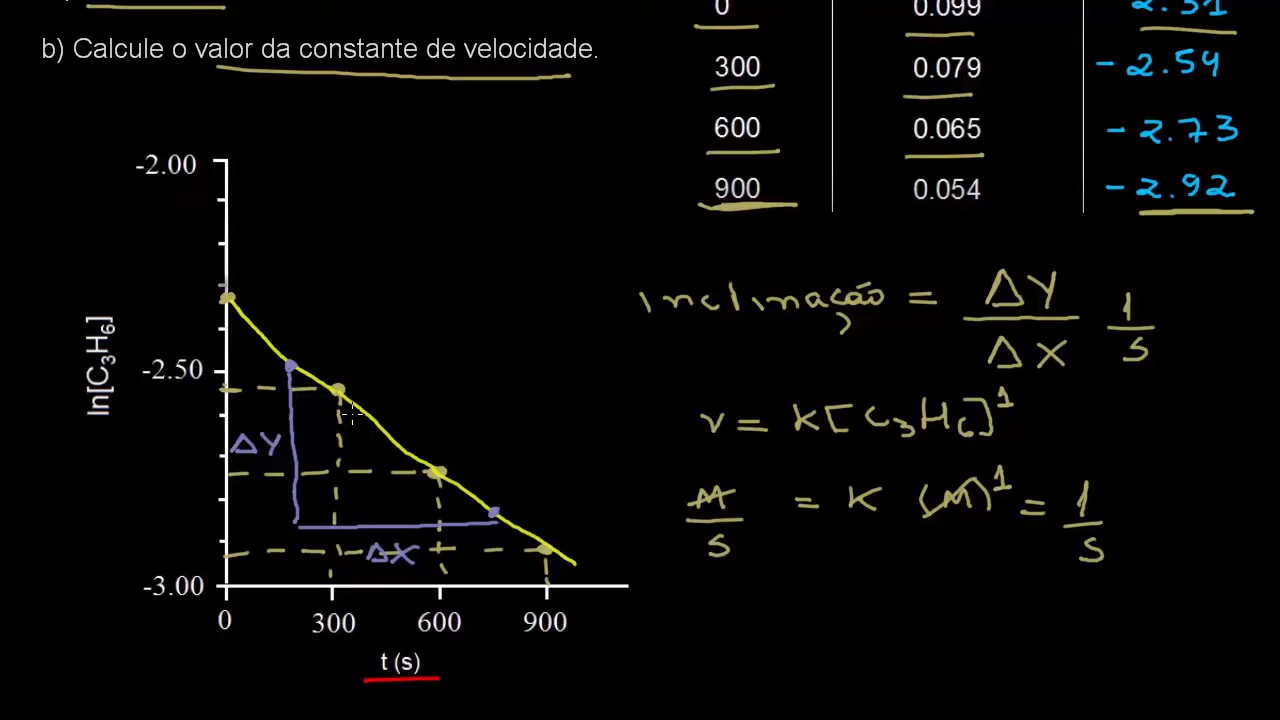 0 0.099 2.31
b) Calcule o valor da constante de velocidade.
300 0.079 -2.54
600 0.065 -2.73
900 0.054 -2.92
-2.00
-2.50
-3.00
ln[C3H6]
ΔY
ΔX
0 300 600 900
t (s)
Inclinação = ΔY/ΔX 1/s
v = K[C3H6]^1
M/s = K (M)^1 = 1/s